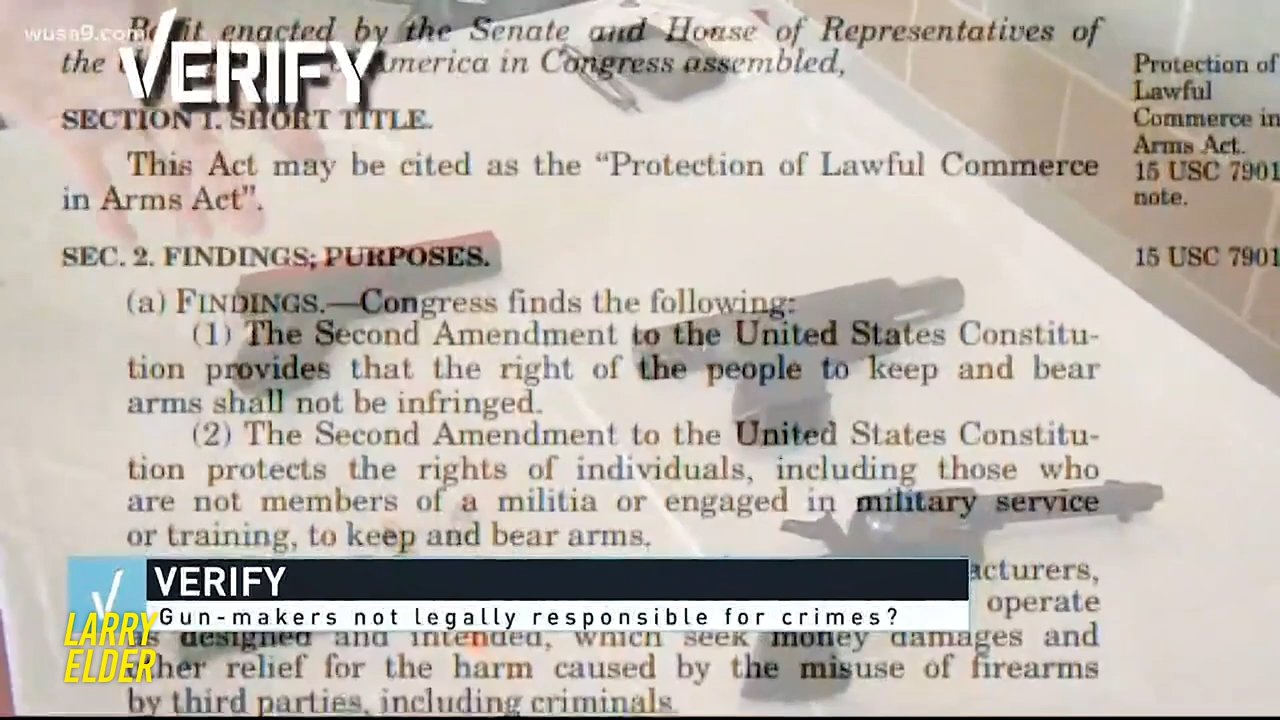 wusa9.com
VERIFY
Be it enacted by the Senate and House of Representatives of
the America in Congress assembled,
SECTION 1. SHORT TITLE.
This Act may be cited as the “Protection of Lawful Commerce
in Arms Act”.
SEC. 2. FINDINGS; PURPOSES.
(a) FINDINGS.—Congress finds the following:
(1) The Second Amendment to the United States Constitu-
tion provides that the right of the people to keep and bear
arms shall not be infringed.
(2) The Second Amendment to the United States Constitu-
tion protects the rights of individuals, including those who
are not members of a militia or engaged in military service
or training, to keep and bear arms.
acturers,
operate
as designed and intended, which seek money damages and
other relief for the harm caused by the misuse of firearms
by third parties, including criminals.
Protection of
Lawful
Commerce in
Arms Act.
15 USC 7901
note.
15 USC 7901
VERIFY
Gun-makers not legally responsible for crimes?
LARRY
ELDER